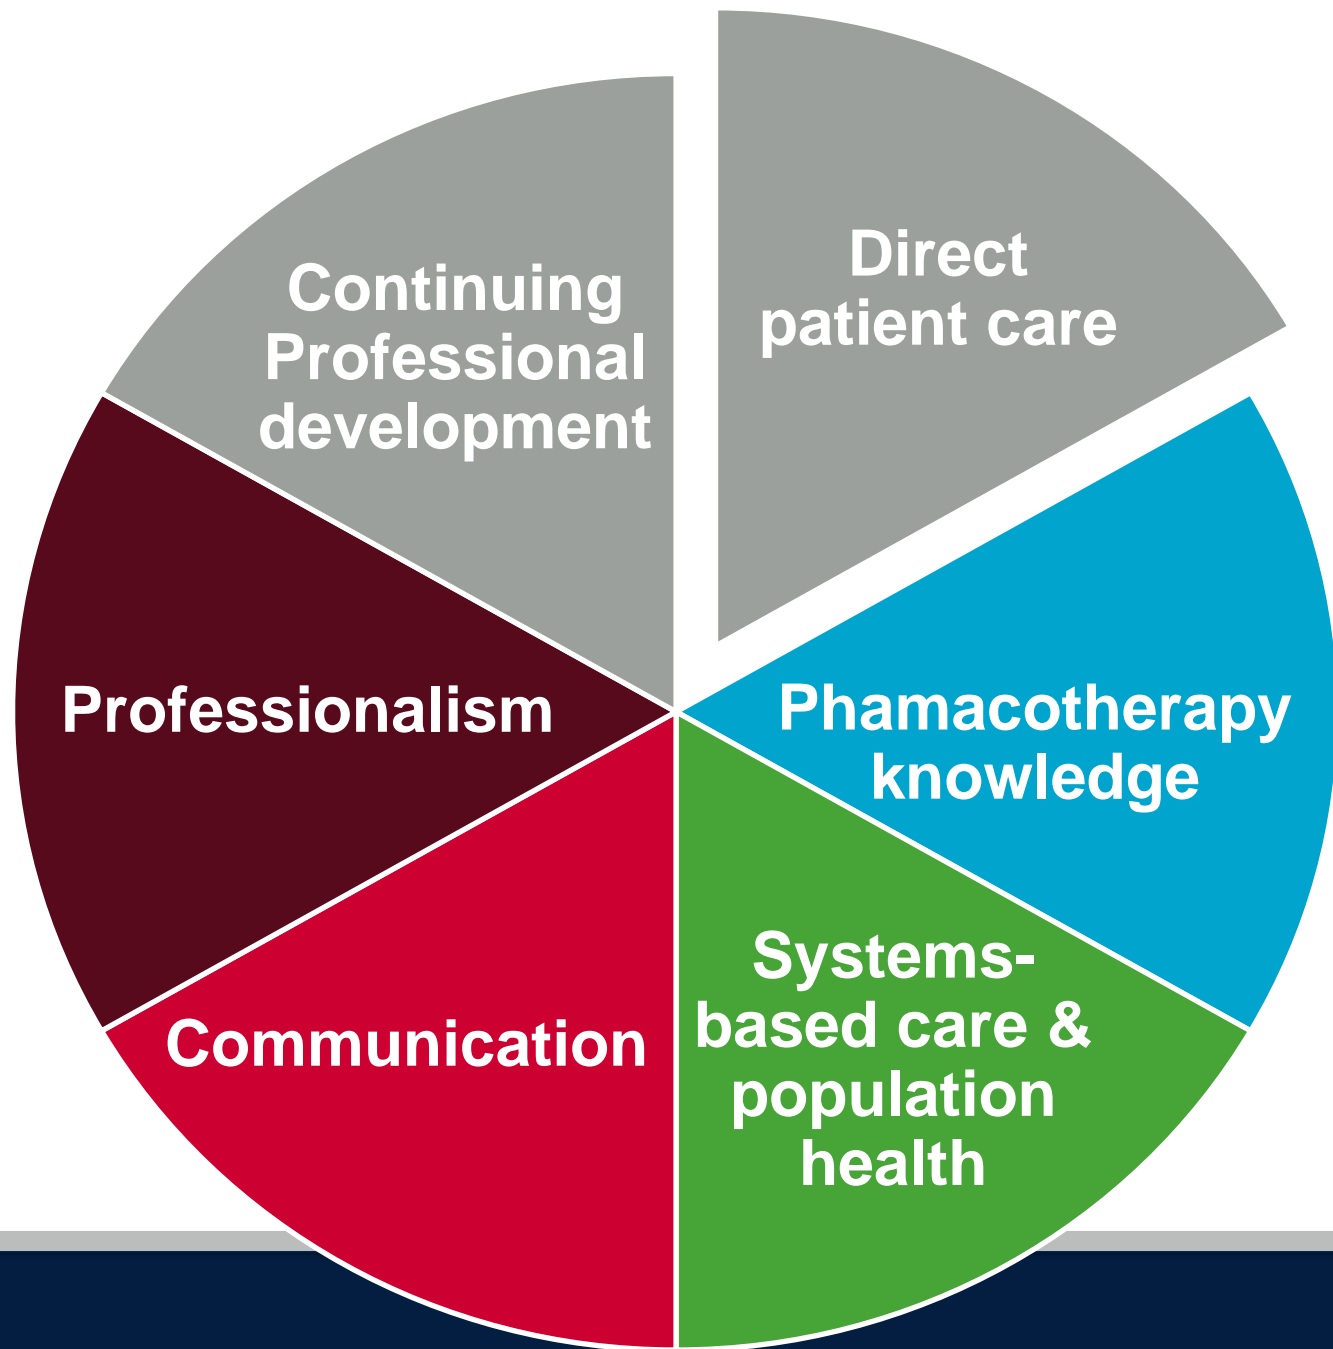 Direct
patient care
Phamacotherapy
knowledge
Systems-
based care &
population
health
Communication
Professionalism
Continuing
Professional
development